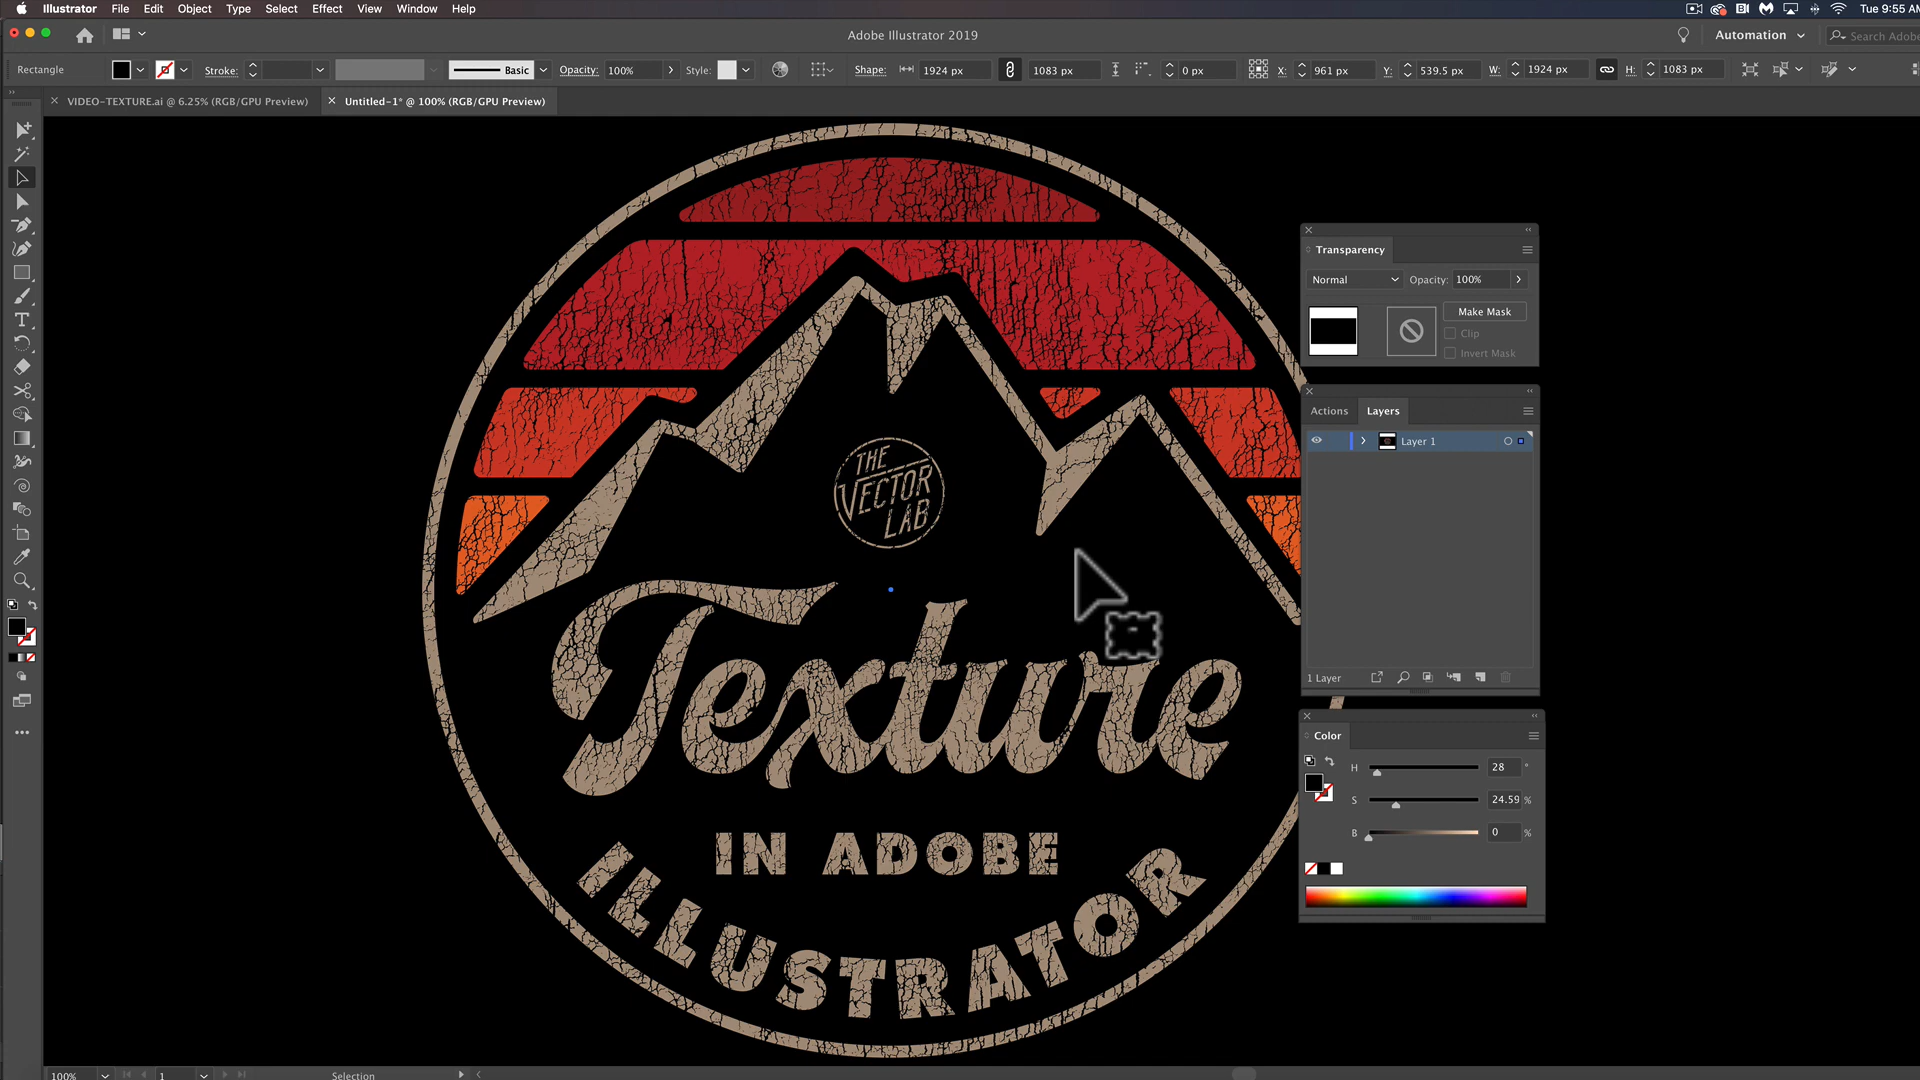 Illustrator File Edit Object Type Select Effect View Window Help Tue 9:55 AM
Adobe Illustrator 2019 Automation Search Adobe
Rectangle Stroke: Basic Opacity: 100% Style: Shape: 1924 px 1083 px 0 px X: 961 px Y: 539.5 px W: 1924 px H: 1083 px
VIDEO-TEXTURE.ai @ 6.25% (RGB/GPU Preview) Untitled-1* @ 100% (RGB/GPU Preview)
THE
VECTOR
LAB
Texture
IN ADOBE
ILLUSTRATOR
Transparency
Normal Opacity: 100%
Make Mask
Clip
Invert Mask
Actions Layers
Layer 1
1 Layer
Color
H 28 °
S 24.59 %
B 0 %
100% 1 Selection